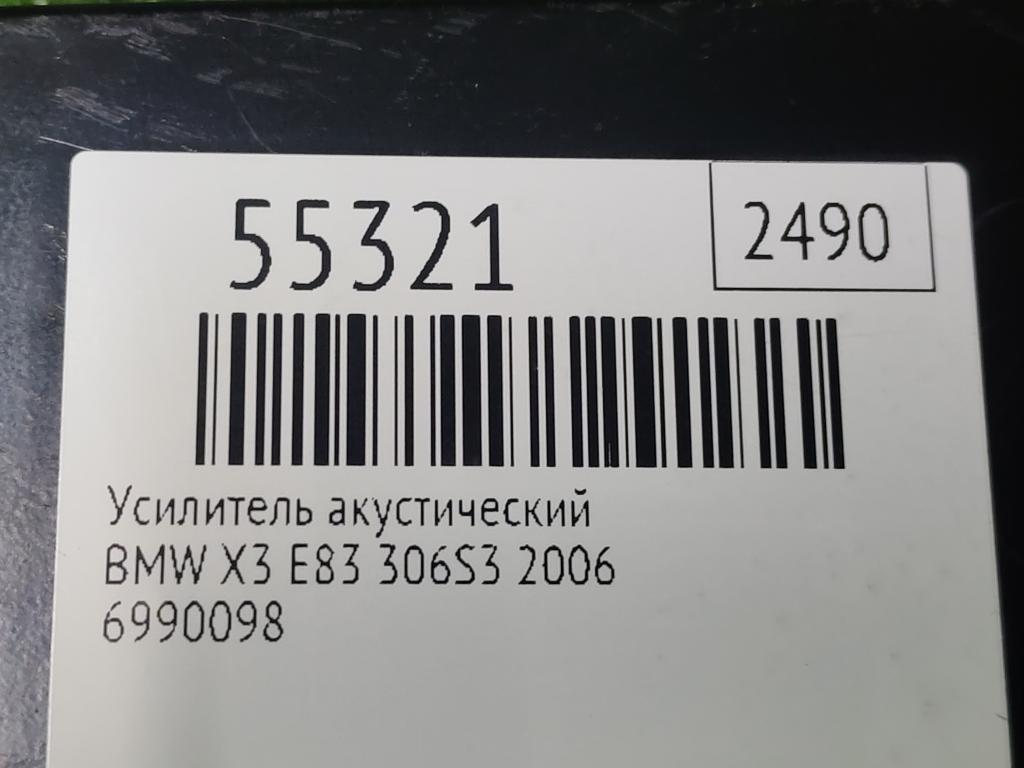 55321
2490
Усилитель акустический
BMW X3 E83 306S3 2006
6990098